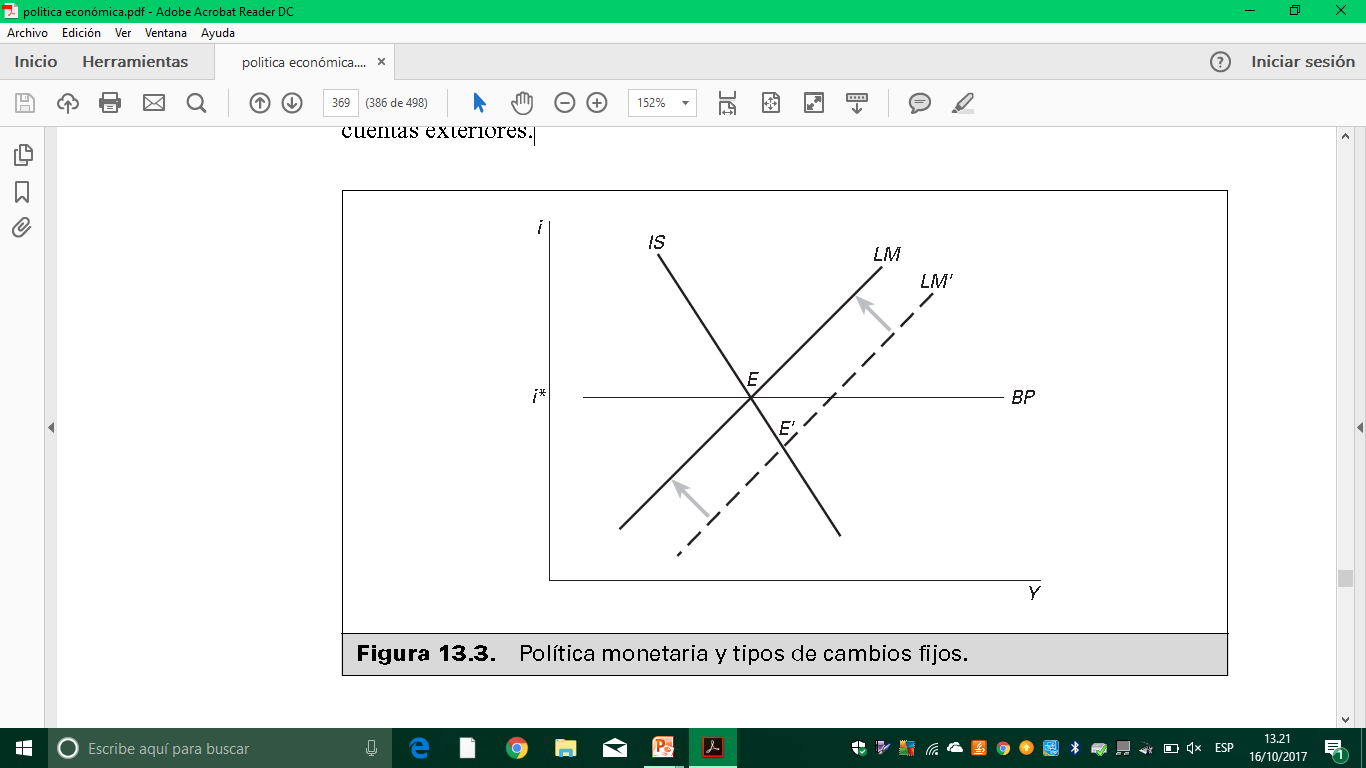 politica económica.pdf - Adobe Acrobat Reader DC
Archivo Edición Ver Ventana Ayuda
Inicio Herramientas politica económica.... × ? Iniciar sesión
369 (386 de 498) 152%
cuentas exteriores.
i
IS
LM
LM'
E
i*
BP
E'
Y
Figura 13.3. Política monetaria y tipos de cambios fijos.
Escribe aquí para buscar
ESP
13.21
16/10/2017
1